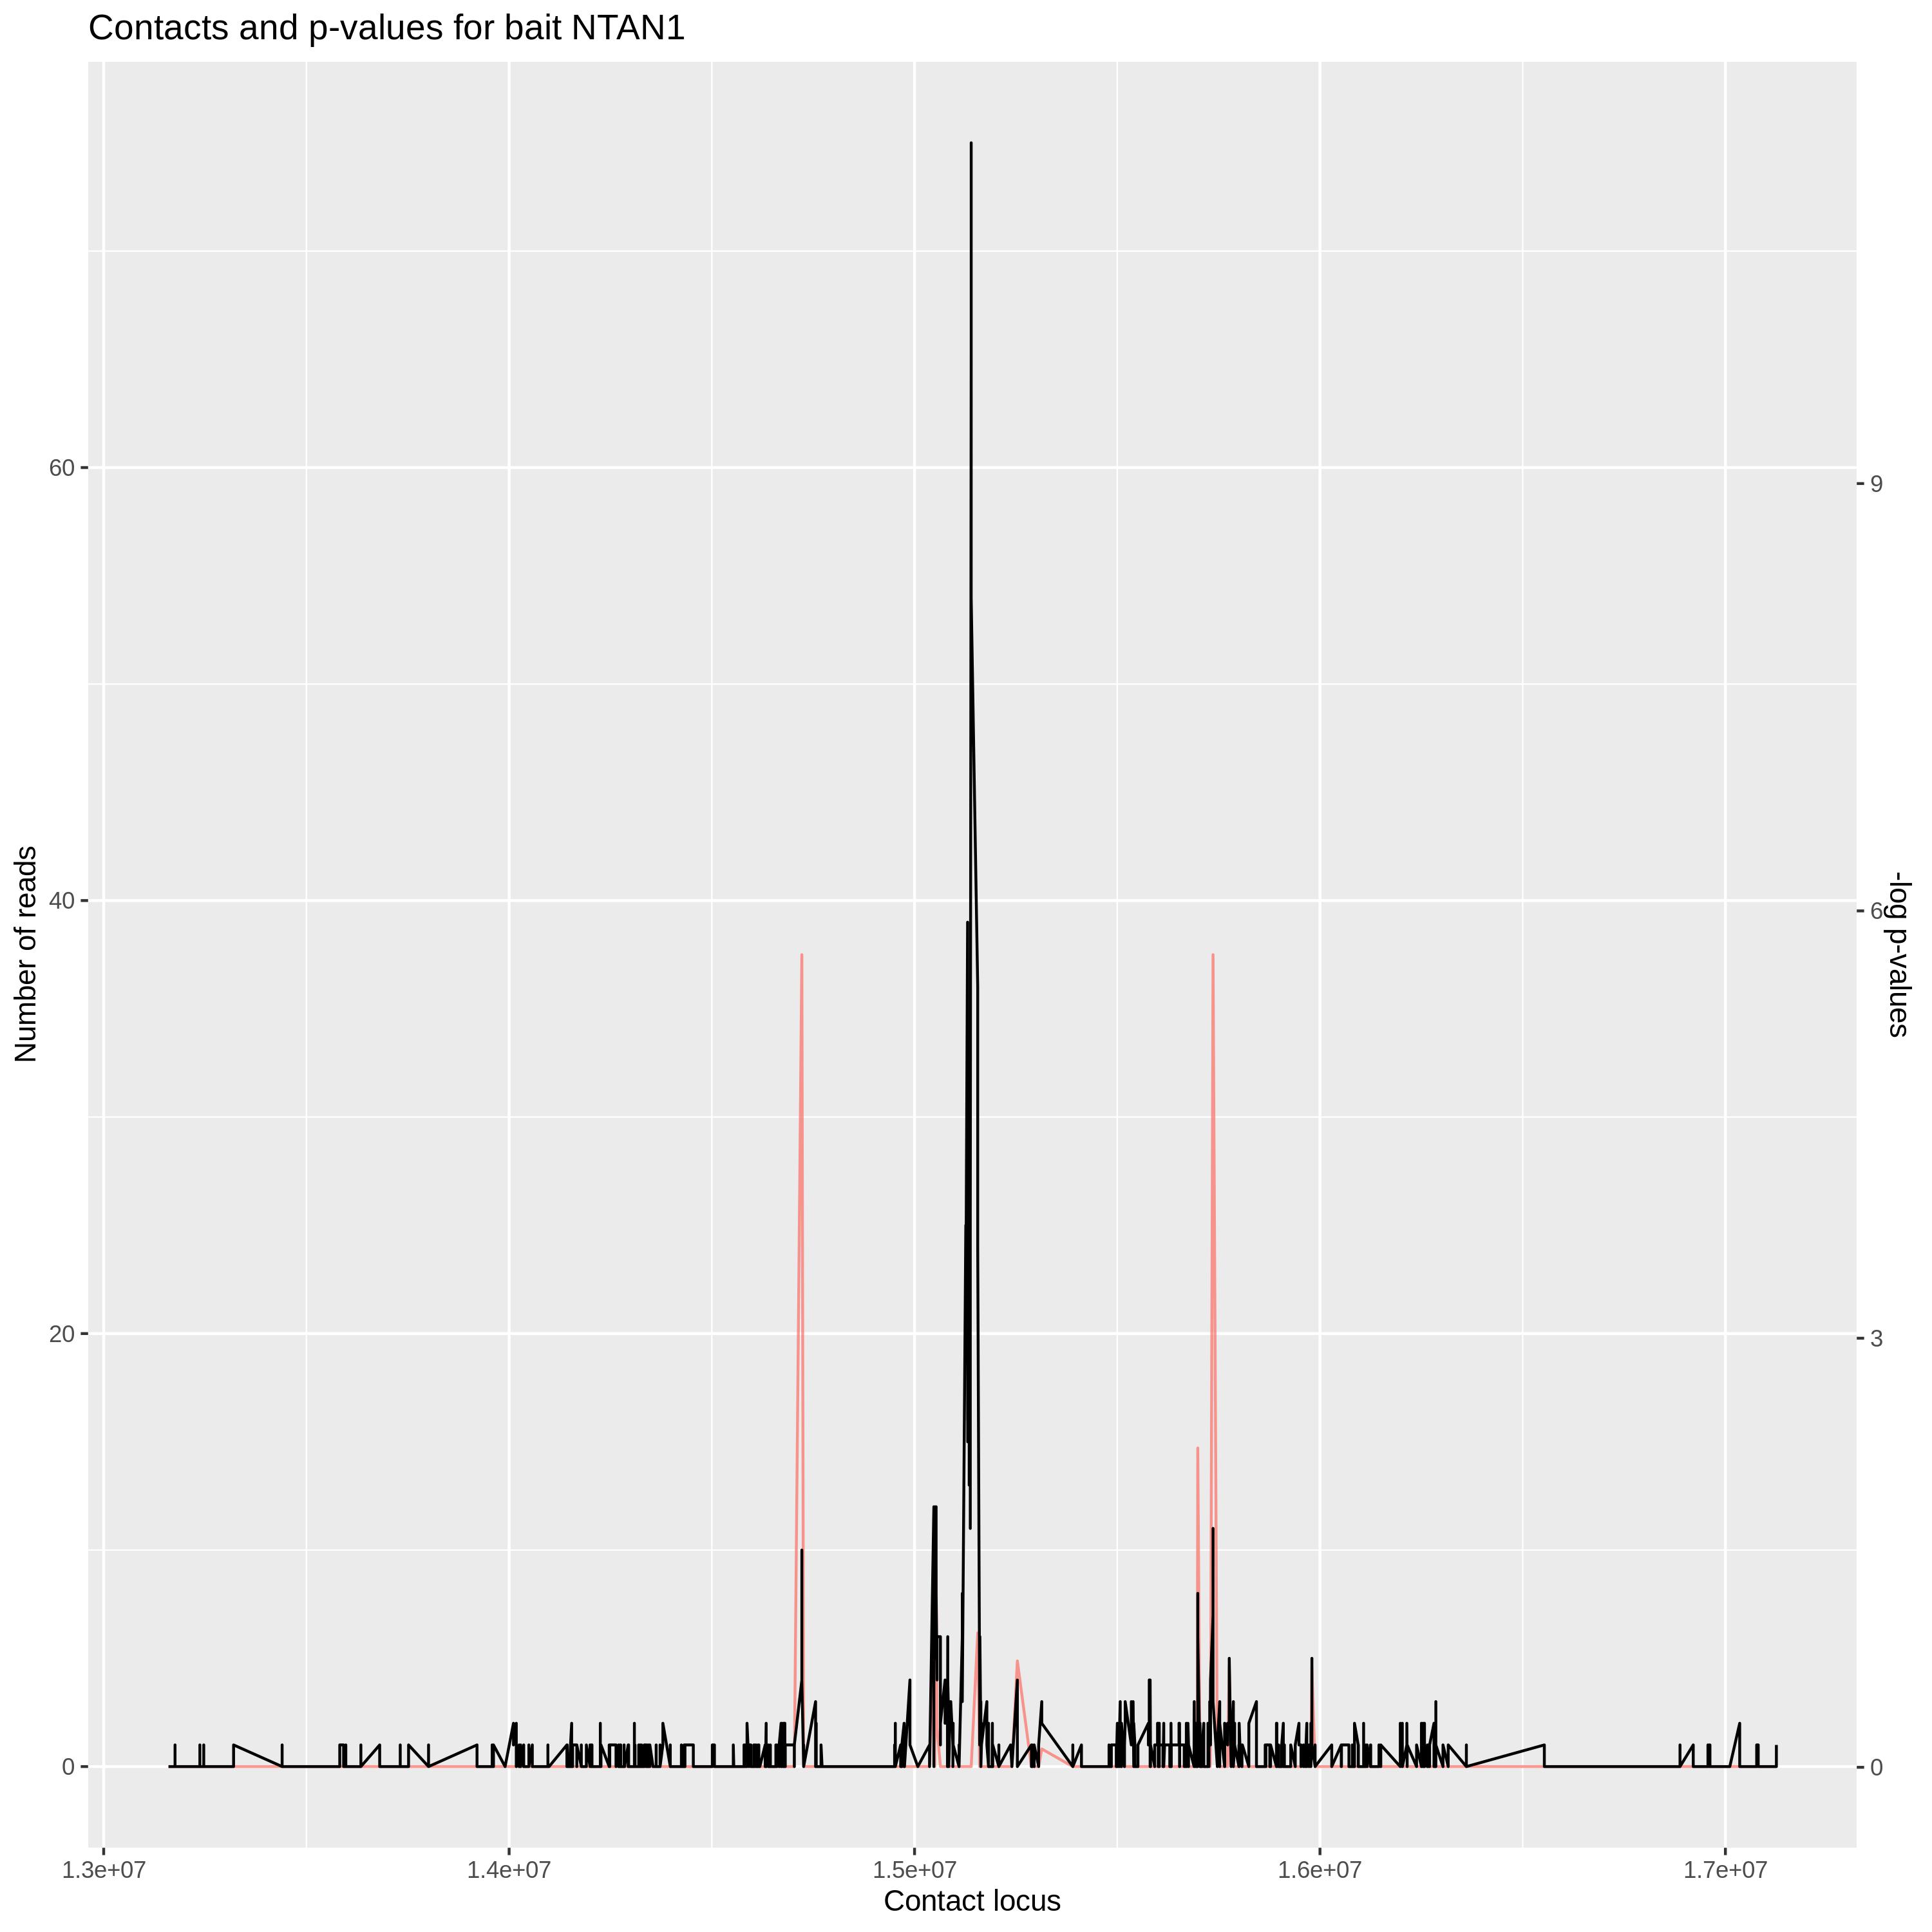 Contacts and p-values for bait NTAN1
Number of reads
60
40
20
0
9
6
3
0
-log p-values
1.3e+07 1.4e+07 1.5e+07 1.6e+07 1.7e+07
Contact locus